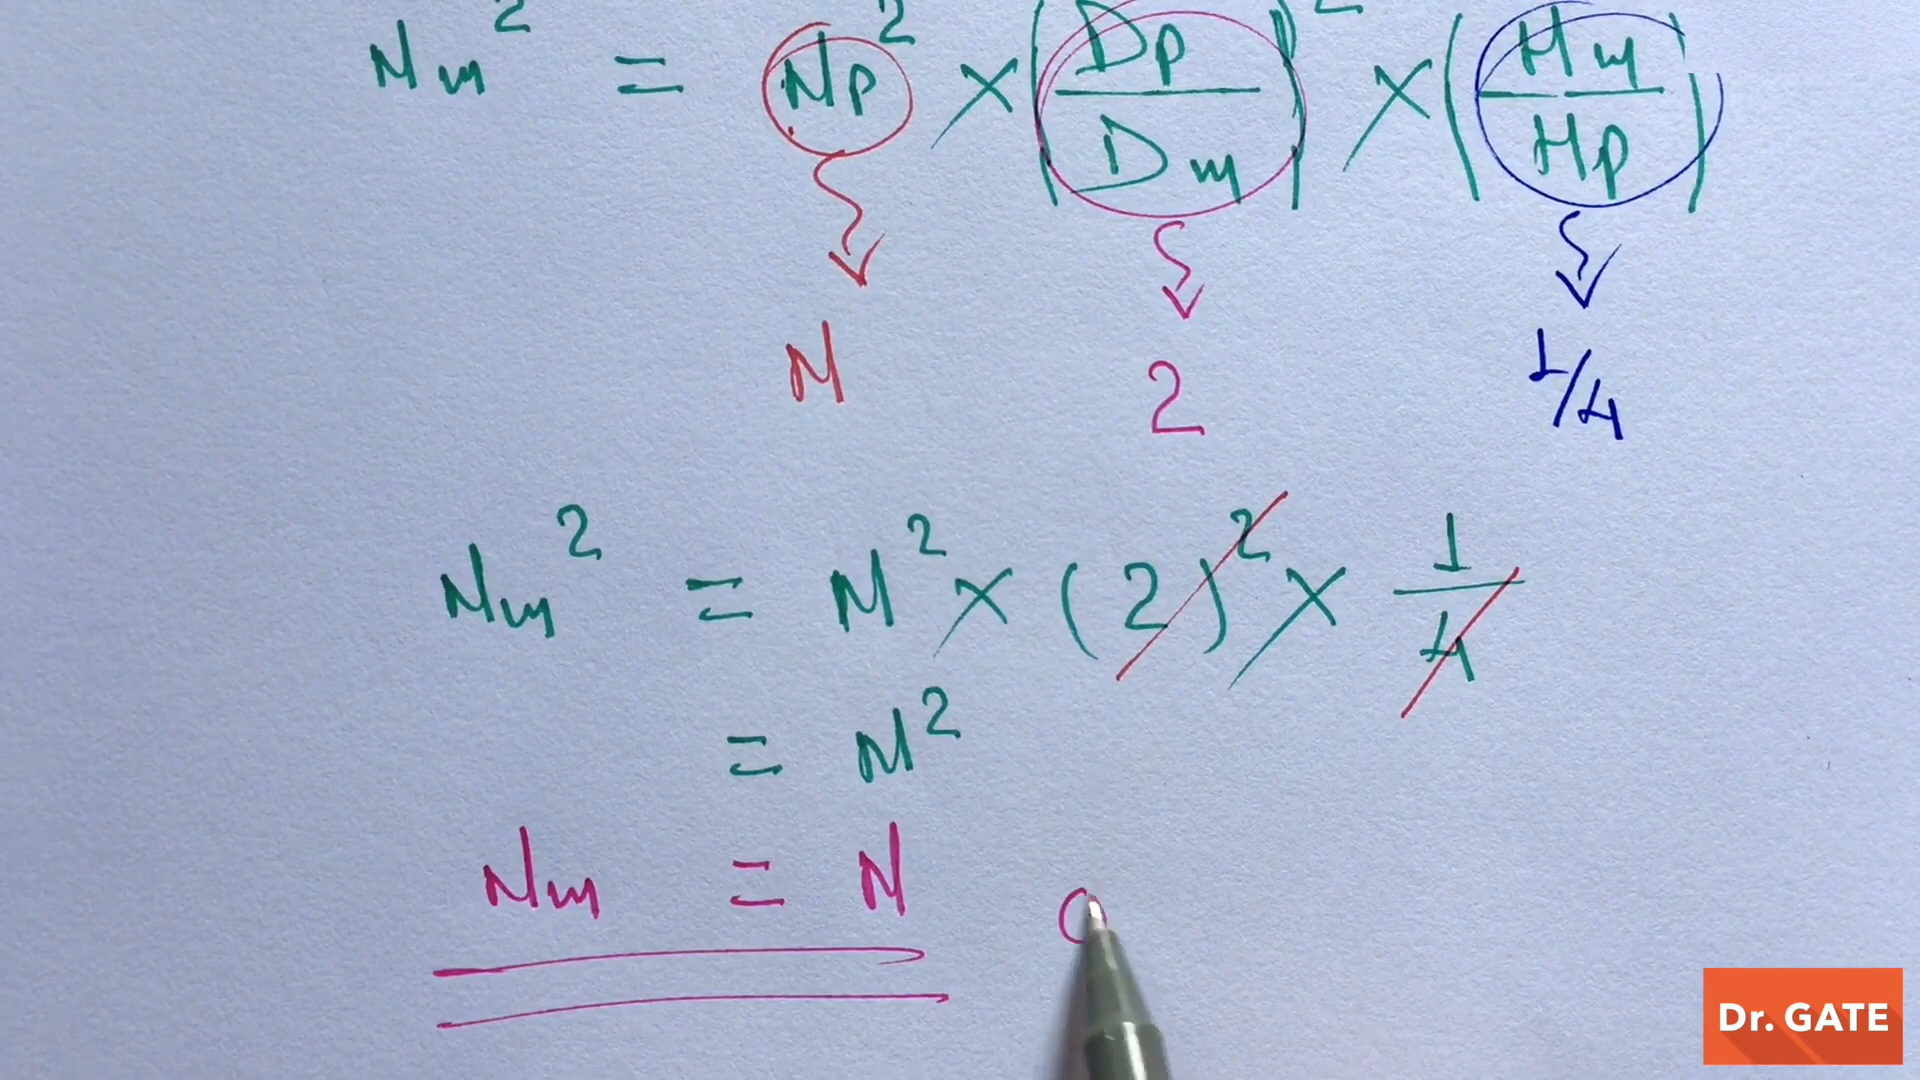 Nm² = Np² × (Dp/Dm)² × (Hm/Hp)
N 2 1/4
Nm² = N² × (2)² × 1/4
= N²
Nm = N
Dr. GATE